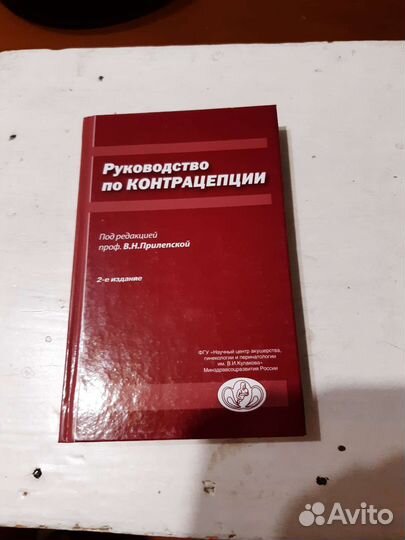 Руководство
по КОНТРАЦЕПЦИИ
Под редакцией
проф. В.Н.Прилепской
2-е издание
ФГУ «Научный центр акушерства,
гинекологии и перинатологии
им. В.И.Кулакова»
Минздравсоцразвития России
Avito